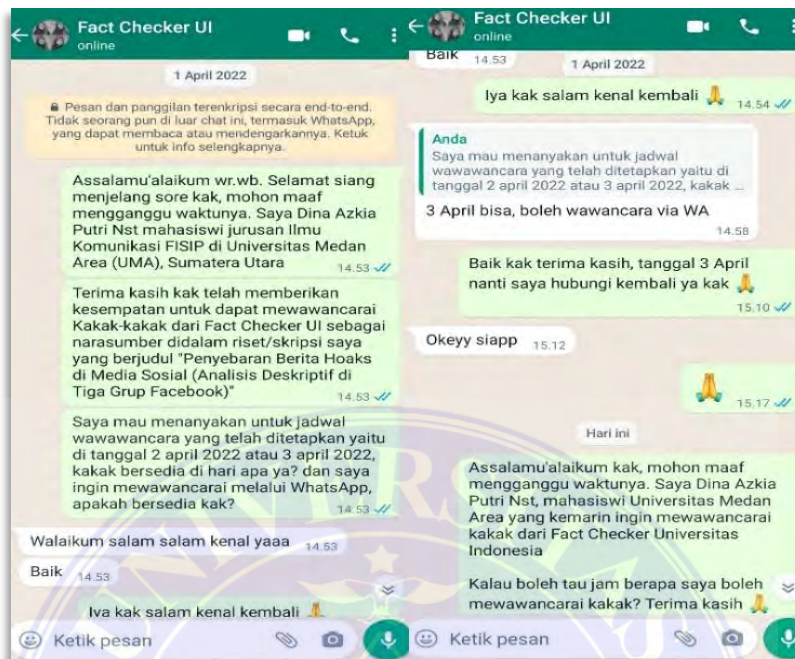 Fact Checker UI
online
1 April 2022
Pesan dan panggilan terenkripsi secara end-to-end.
Tidak seorang pun di luar chat ini, termasuk WhatsApp,
yang dapat membaca atau mendengarkannya. Ketuk
untuk info selengkapnya.
Assalamu'alaikum wr.wb. Selamat siang
menjelang sore kak, mohon maaf
mengganggu waktunya. Saya Dina Azkia
Putri Nst mahasiswi jurusan Ilmu
Komunikasi FISIP di Universitas Medan
Area (UMA), Sumatera Utara
14.53
Terima kasih kak telah memberikan
kesempatan untuk dapat mewawancarai
Kakak-kakak dari Fact Checker UI sebagai
narasumber didalam riset/skripsi saya
yang berjudul "Penyebaran Berita Hoaks
di Media Sosial (Analisis Deskriptif di
Tiga Grup Facebook)"
14.53
Saya mau menanyakan untuk jadwal
wawawancara yang telah ditetapkan yaitu
di tanggal 2 april 2022 atau 3 april 2022,
kakak bersedia di hari apa ya? dan saya
ingin mewawancarai melalui WhatsApp,
apakah bersedia kak?
14.53
Walaikum salam salam kenal yaaa 14.53
Baik 14.53
Iya kak salam kenal kembali 🙏
Ketik pesan
Fact Checker UI
online
Baik 14.53
1 April 2022
Iya kak salam kenal kembali 🙏 14.54
Anda
Saya mau menanyakan untuk jadwal
wawawancara yang telah ditetapkan yaitu di
tanggal 2 april 2022 atau 3 april 2022, kakak ...
3 April bisa, boleh wawancara via WA
14.58
Baik kak terima kasih, tanggal 3 April
nanti saya hubungi kembali ya kak 🙏
15.10
Okeyy siapp 15.12
🙏
15.17
Hari ini
Assalamu'alaikum kak, mohon maaf
mengganggu waktunya. Saya Dina Azkia
Putri Nst, mahasiswi Universitas Medan
Area yang kemarin ingin mewawancarai
kakak dari Fact Checker Universitas
Indonesia
Kalau boleh tau jam berapa saya boleh
mewawancarai kakak? Terima kasih 🙏
Ketik pesan